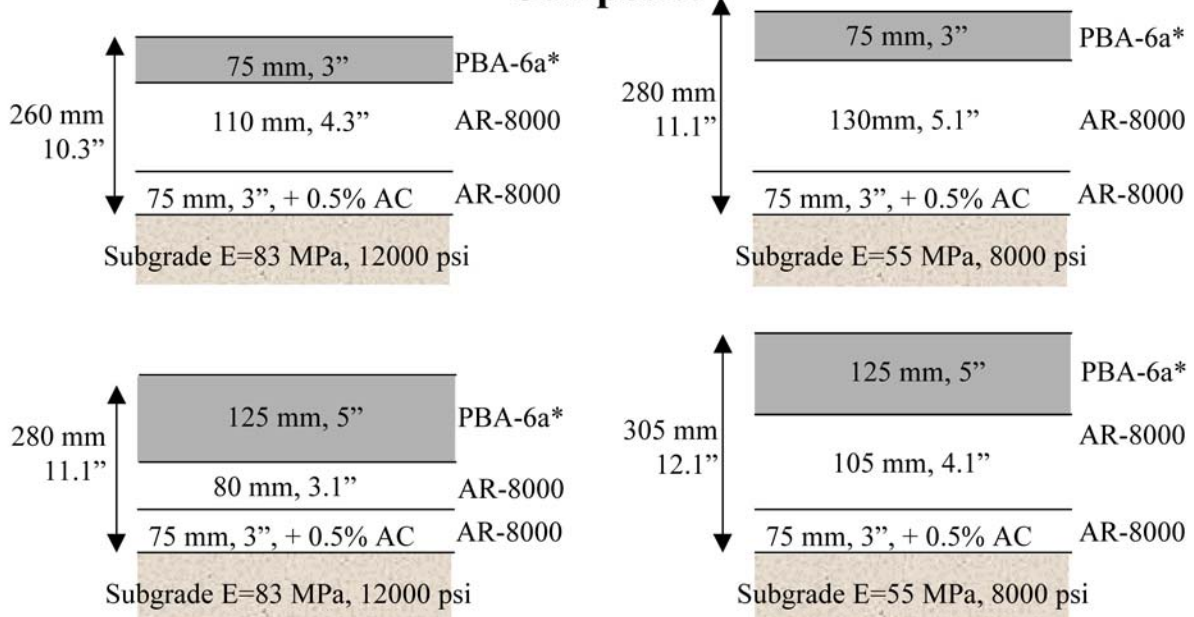 75 mm, 3”
PBA-6a*
260 mm
10.3”
110 mm, 4.3”
AR-8000
75 mm, 3”, + 0.5% AC
AR-8000
Subgrade E=83 MPa, 12000 psi
75 mm, 3”
PBA-6a*
280 mm
11.1”
130mm, 5.1”
AR-8000
75 mm, 3”, + 0.5% AC
AR-8000
Subgrade E=55 MPa, 8000 psi
125 mm, 5”
PBA-6a*
280 mm
11.1”
80 mm, 3.1”
AR-8000
75 mm, 3”, + 0.5% AC
AR-8000
Subgrade E=83 MPa, 12000 psi
125 mm, 5”
PBA-6a*
305 mm
12.1”
AR-8000
105 mm, 4.1”
75 mm, 3”, + 0.5% AC
AR-8000
Subgrade E=55 MPa, 8000 psi